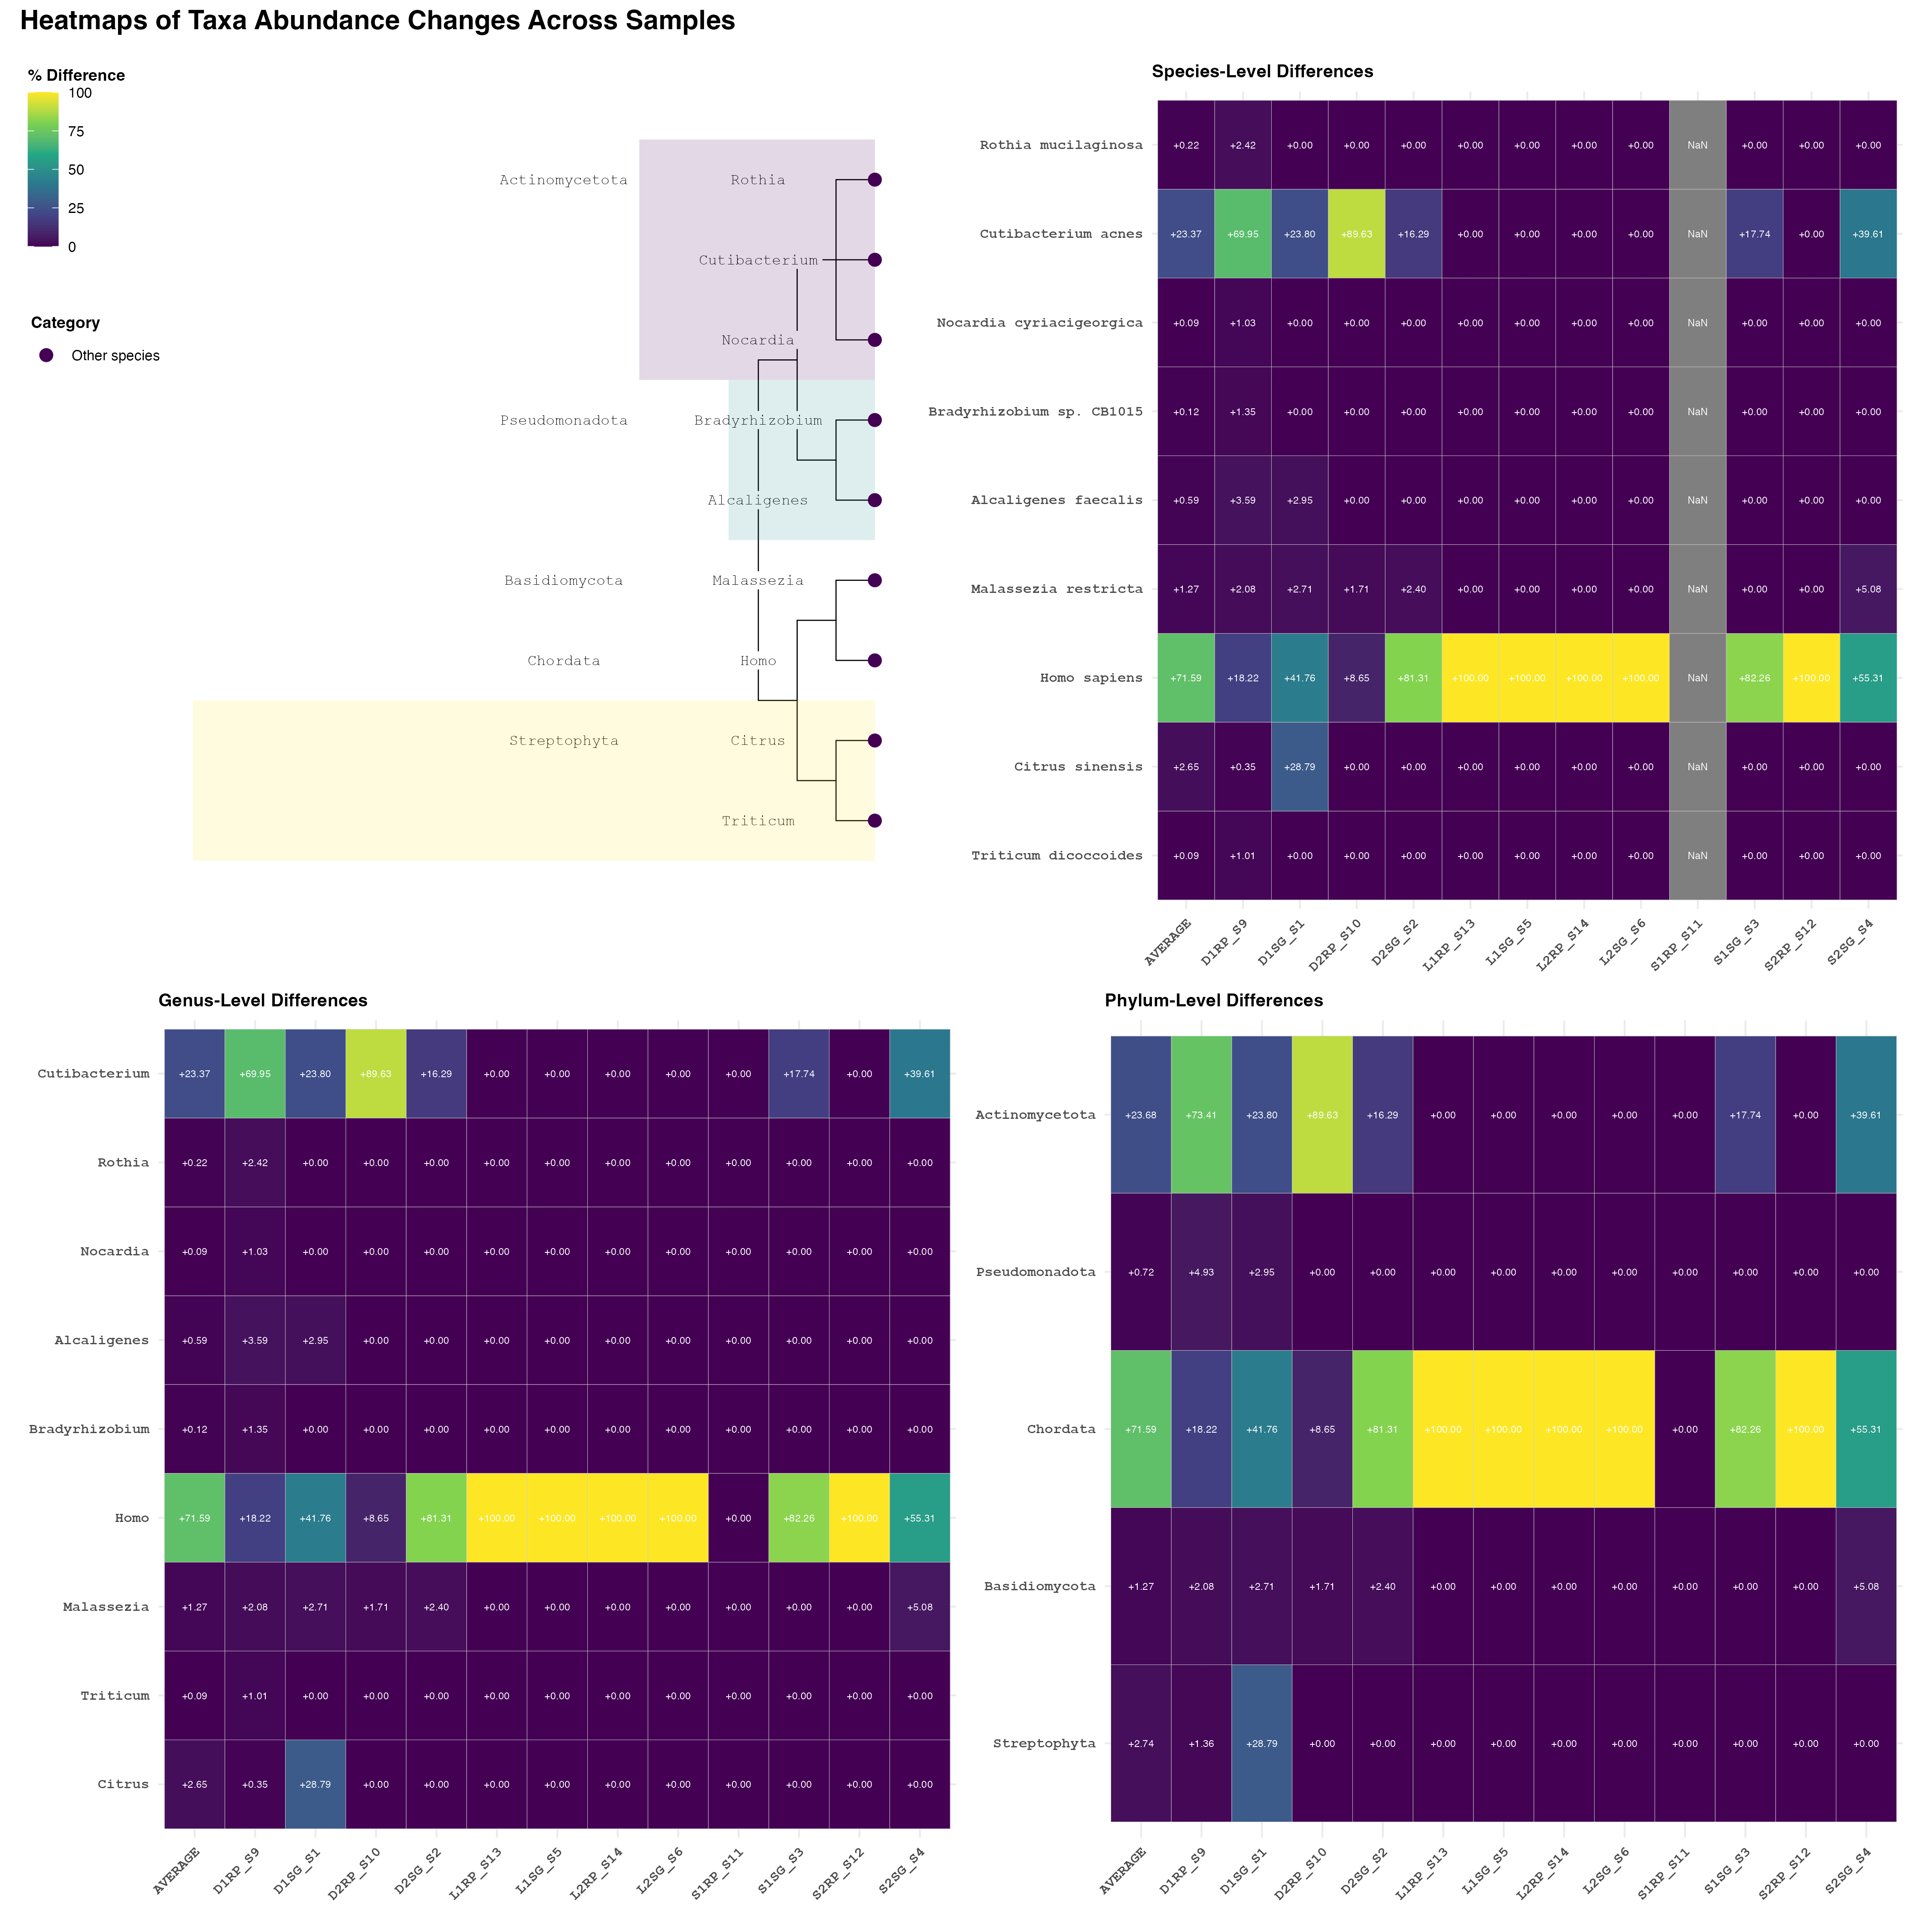 Heatmaps of Taxa Abundance Changes Across Samples
% Difference
100
75
50
25
0
Category
Other species
Actinomycetota Rothia
Cutibacterium
Nocardia
Pseudomonadota Bradyrhizobium
Alcaligenes
Basidiomycota Malassezia
Chordata Homo
Streptophyta Citrus
Triticum
Species-Level Differences
Rothia mucilaginosa +0.22 +2.42 +0.00 +0.00 +0.00 +0.00 +0.00 +0.00 +0.00 NaN +0.00 +0.00 +0.00
Cutibacterium acnes +23.37 +69.95 +23.80 +89.63 +16.29 +0.00 +0.00 +0.00 +0.00 NaN +17.74 +0.00 +39.61
Nocardia cyriacigeorgica +0.09 +1.03 +0.00 +0.00 +0.00 +0.00 +0.00 +0.00 +0.00 NaN +0.00 +0.00 +0.00
Bradyrhizobium sp. CB1015 +0.12 +1.35 +0.00 +0.00 +0.00 +0.00 +0.00 +0.00 +0.00 NaN +0.00 +0.00 +0.00
Alcaligenes faecalis +0.59 +3.59 +2.95 +0.00 +0.00 +0.00 +0.00 +0.00 +0.00 NaN +0.00 +0.00 +0.00
Malassezia restricta +1.27 +2.08 +2.71 +1.71 +2.40 +0.00 +0.00 +0.00 +0.00 NaN +0.00 +0.00 +5.08
Homo sapiens +71.59 +18.22 +41.76 +8.65 +81.31 +100.00 +100.00 +100.00 +100.00 NaN +82.26 +100.00 +55.31
Citrus sinensis +2.65 +0.35 +28.79 +0.00 +0.00 +0.00 +0.00 +0.00 +0.00 NaN +0.00 +0.00 +0.00
Triticum dicoccoides +0.09 +1.01 +0.00 +0.00 +0.00 +0.00 +0.00 +0.00 +0.00 NaN +0.00 +0.00 +0.00
AVERAGE D1RP_S9 D1SG_S1 D2RP_S10 D2SG_S2 L1RP_S13 L1SG_S5 L2RP_S14 L2SG_S6 S1RP_S11 S1SG_S3 S2RP_S12 S2SG_S4
Genus-Level Differences
Cutibacterium +23.37 +69.95 +23.80 +89.63 +16.29 +0.00 +0.00 +0.00 +0.00 +0.00 +17.74 +0.00 +39.61
Rothia +0.22 +2.42 +0.00 +0.00 +0.00 +0.00 +0.00 +0.00 +0.00 +0.00 +0.00 +0.00 +0.00
Nocardia +0.09 +1.03 +0.00 +0.00 +0.00 +0.00 +0.00 +0.00 +0.00 +0.00 +0.00 +0.00 +0.00
Alcaligenes +0.59 +3.59 +2.95 +0.00 +0.00 +0.00 +0.00 +0.00 +0.00 +0.00 +0.00 +0.00 +0.00
Bradyrhizobium +0.12 +1.35 +0.00 +0.00 +0.00 +0.00 +0.00 +0.00 +0.00 +0.00 +0.00 +0.00 +0.00
Homo +71.59 +18.22 +41.76 +8.65 +81.31 +100.00 +100.00 +100.00 +100.00 +0.00 +82.26 +100.00 +55.31
Malassezia +1.27 +2.08 +2.71 +1.71 +2.40 +0.00 +0.00 +0.00 +0.00 +0.00 +0.00 +0.00 +5.08
Triticum +0.09 +1.01 +0.00 +0.00 +0.00 +0.00 +0.00 +0.00 +0.00 +0.00 +0.00 +0.00 +0.00
Citrus +2.65 +0.35 +28.79 +0.00 +0.00 +0.00 +0.00 +0.00 +0.00 +0.00 +0.00 +0.00 +0.00
AVERAGE D1RP_S9 D1SG_S1 D2RP_S10 D2SG_S2 L1RP_S13 L1SG_S5 L2RP_S14 L2SG_S6 S1RP_S11 S1SG_S3 S2RP_S12 S2SG_S4
Phylum-Level Differences
Actinomycetota +23.68 +73.41 +23.80 +89.63 +16.29 +0.00 +0.00 +0.00 +0.00 +0.00 +17.74 +0.00 +39.61
Pseudomonadota +0.72 +4.93 +2.95 +0.00 +0.00 +0.00 +0.00 +0.00 +0.00 +0.00 +0.00 +0.00 +0.00
Chordata +71.59 +18.22 +41.76 +8.65 +81.31 +100.00 +100.00 +100.00 +100.00 +0.00 +82.26 +100.00 +55.31
Basidiomycota +1.27 +2.08 +2.71 +1.71 +2.40 +0.00 +0.00 +0.00 +0.00 +0.00 +0.00 +0.00 +5.08
Streptophyta +2.74 +1.36 +28.79 +0.00 +0.00 +0.00 +0.00 +0.00 +0.00 +0.00 +0.00 +0.00 +0.00
AVERAGE D1RP_S9 D1SG_S1 D2RP_S10 D2SG_S2 L1RP_S13 L1SG_S5 L2RP_S14 L2SG_S6 S1RP_S11 S1SG_S3 S2RP_S12 S2SG_S4